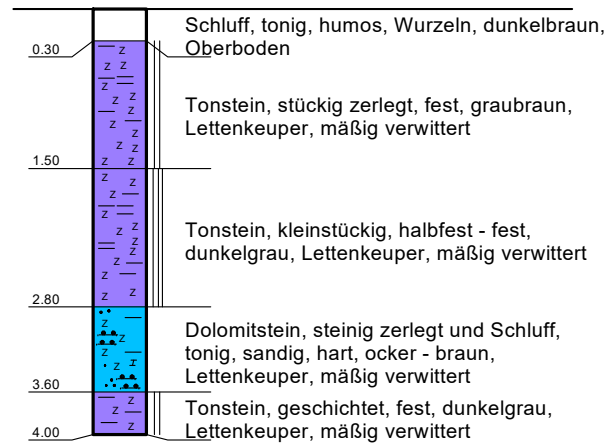 Schluff, tonig, humos, Wurzeln, dunkelbraun,
Oberboden
0.30
Tonstein, stückig zerlegt, fest, graubraun,
Lettenkeuper, mäßig verwittert
1.50
Tonstein, kleinstückig, halbfest - fest,
dunkelgrau, Lettenkeuper, mäßig verwittert
2.80
Dolomitstein, steinig zerlegt und Schluff,
tonig, sandig, hart, ocker - braun,
Lettenkeuper, mäßig verwittert
3.60
Tonstein, geschichtet, fest, dunkelgrau,
Lettenkeuper, mäßig verwittert
4.00